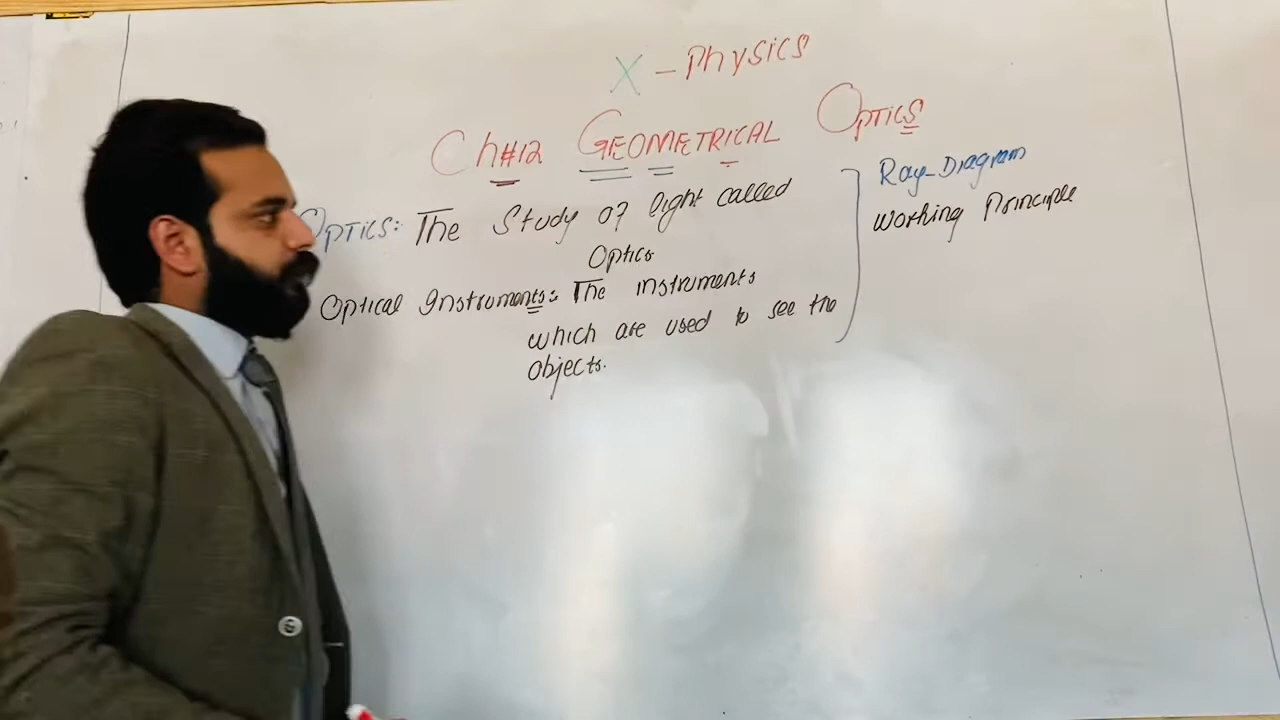 X - Physics
Ch#12 GEOMETRICAL Optics
Optics: The Study of light called
Optics
Optical Instruments: The instruments
which are used to see the
objects.
Ray-Diagram
Working Principle